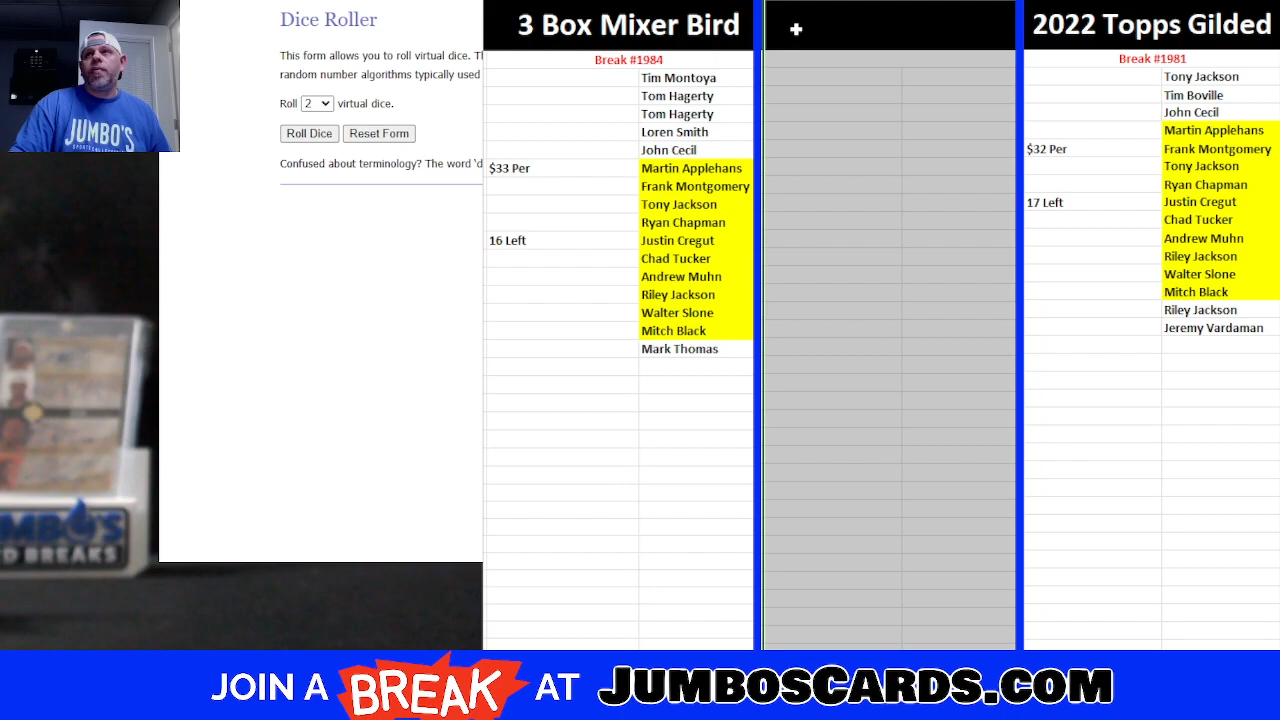 Dice Roller
This form allows you to roll virtual dice. T
random number algorithms typically used
Roll 2 virtual dice.
Roll Dice Reset Form
Confused about terminology? The word 'd
JUMBO'S
3 Box Mixer Bird
Break #1984
Tim Montoya
Tom Hagerty
Tom Hagerty
Loren Smith
John Cecil
$33 Per Martin Applehans
Frank Montgomery
Tony Jackson
Ryan Chapman
16 Left Justin Cregut
Chad Tucker
Andrew Muhn
Riley Jackson
Walter Slone
Mitch Black
Mark Thomas
+
2022 Topps Gilded
Break #1981
Tony Jackson
Tim Boville
John Cecil
Martin Applehans
$32 Per Frank Montgomery
Tony Jackson
Ryan Chapman
17 Left Justin Cregut
Chad Tucker
Andrew Muhn
Riley Jackson
Walter Slone
Mitch Black
Riley Jackson
Jeremy Vardaman
UMBO'S
D BREAKS
JOIN A BREAK AT JUMBOSCARDS.COM